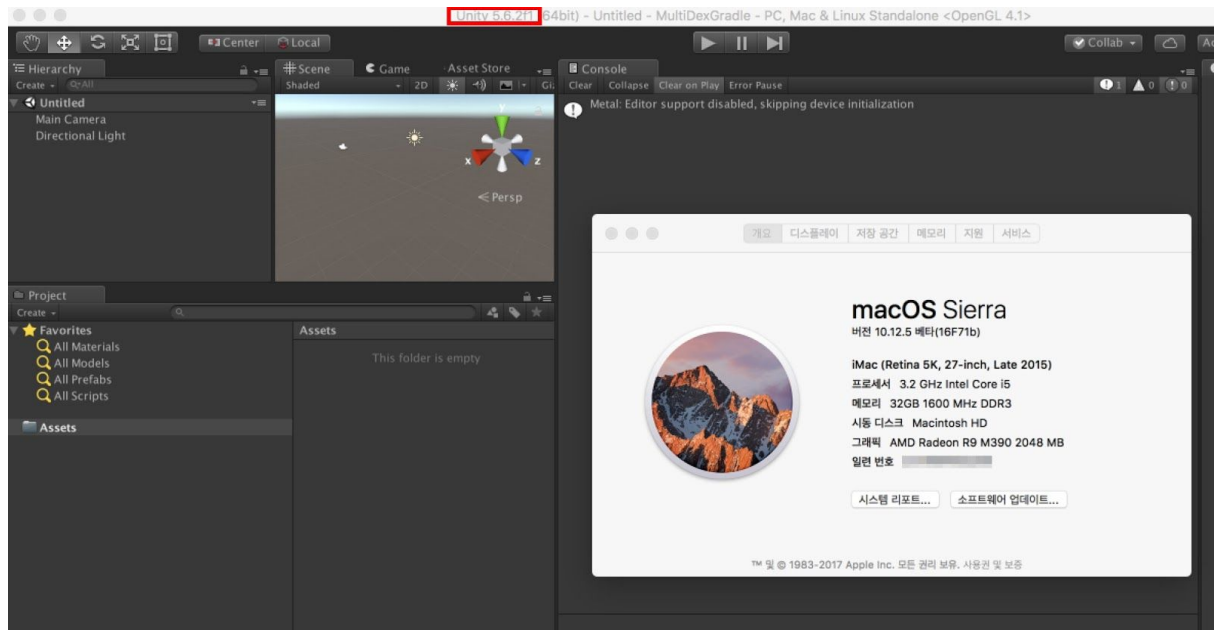 Unity 5.6.2f1 (64bit) - Untitled - MultiDexGradle - PC, Mac & Linux Standalone <OpenGL 4.1>
Center Local Collab
Hierarchy
Create All
Untitled
Main Camera
Directional Light
Scene Game Asset Store
Shaded 2D
y
x z
Persp
Console
Clear Collapse Clear on Play Error Pause 1 0 0
Metal: Editor support disabled, skipping device initialization
Project
Create
Favorites
All Materials
All Models
All Prefabs
All Scripts
Assets
Assets
This folder is empty
개요 디스플레이 저장 공간 메모리 지원 서비스
macOS Sierra
버전 10.12.5 베타(16F71b)
iMac (Retina 5K, 27-inch, Late 2015)
프로세서 3.2 GHz Intel Core i5
메모리 32GB 1600 MHz DDR3
시동 디스크 Macintosh HD
그래픽 AMD Radeon R9 M390 2048 MB
일련 번호
시스템 리포트... 소프트웨어 업데이트...
™ 및 © 1983-2017 Apple Inc. 모든 권리 보유. 사용권 및 보증